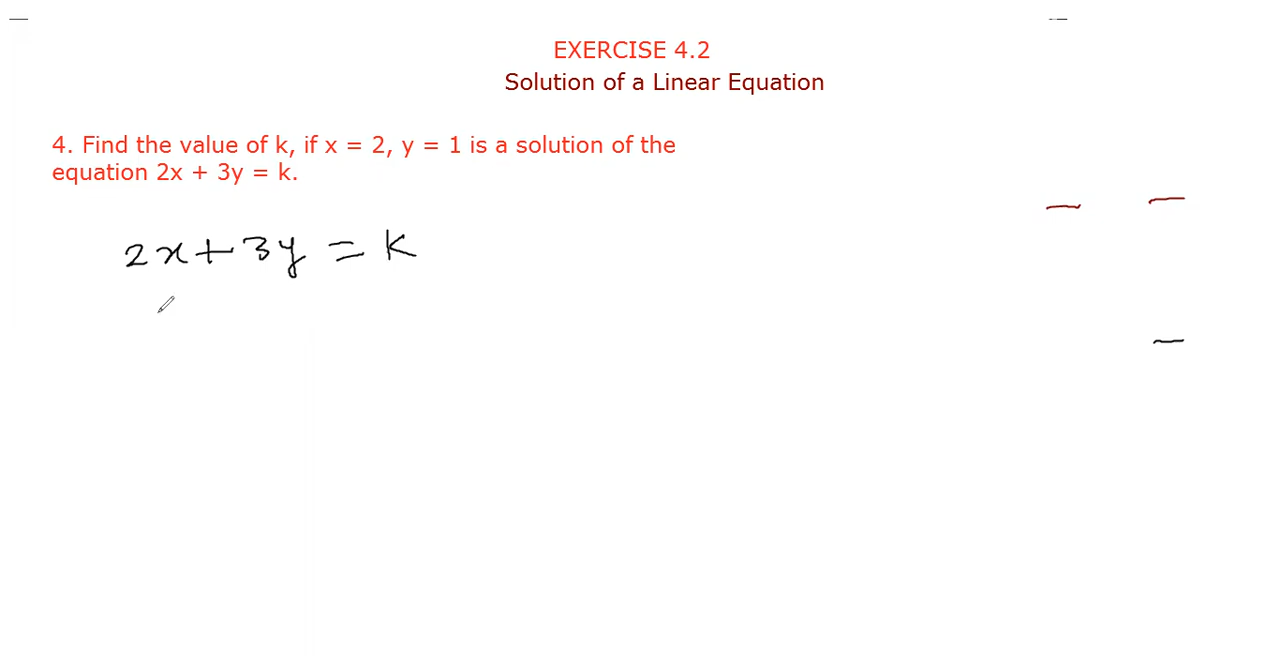 EXERCISE 4.2
Solution of a Linear Equation
4. Find the value of k, if x = 2, y = 1 is a solution of the
equation 2x + 3y = k.
2x+3y = k